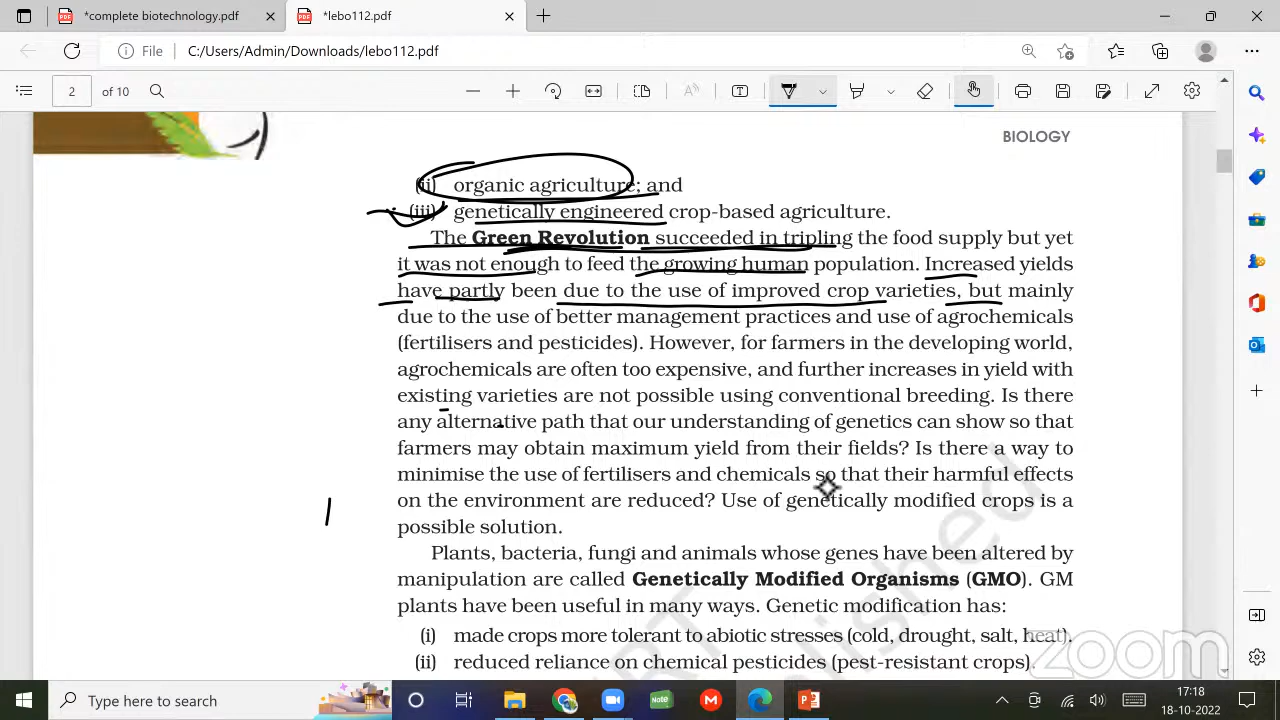 *complete biotechnology.pdf
*lebo112.pdf
File C:/Users/Admin/Downloads/lebo112.pdf
2 of 10
BIOLOGY
(ii) organic agriculture; and
(iii) genetically engineered crop-based agriculture.
The Green Revolution succeeded in tripling the food supply but yet
it was not enough to feed the growing human population. Increased yields
have partly been due to the use of improved crop varieties, but mainly
due to the use of better management practices and use of agrochemicals
(fertilisers and pesticides). However, for farmers in the developing world,
agrochemicals are often too expensive, and further increases in yield with
existing varieties are not possible using conventional breeding. Is there
any alternative path that our understanding of genetics can show so that
farmers may obtain maximum yield from their fields? Is there a way to
minimise the use of fertilisers and chemicals so that their harmful effects
on the environment are reduced? Use of genetically modified crops is a
possible solution.
Plants, bacteria, fungi and animals whose genes have been altered by
manipulation are called Genetically Modified Organisms (GMO). GM
plants have been useful in many ways. Genetic modification has:
(i) made crops more tolerant to abiotic stresses (cold, drought, salt, heat).
(ii) reduced reliance on chemical pesticides (pest-resistant crops).
zoom
Type here to search
17:18
18-10-2022